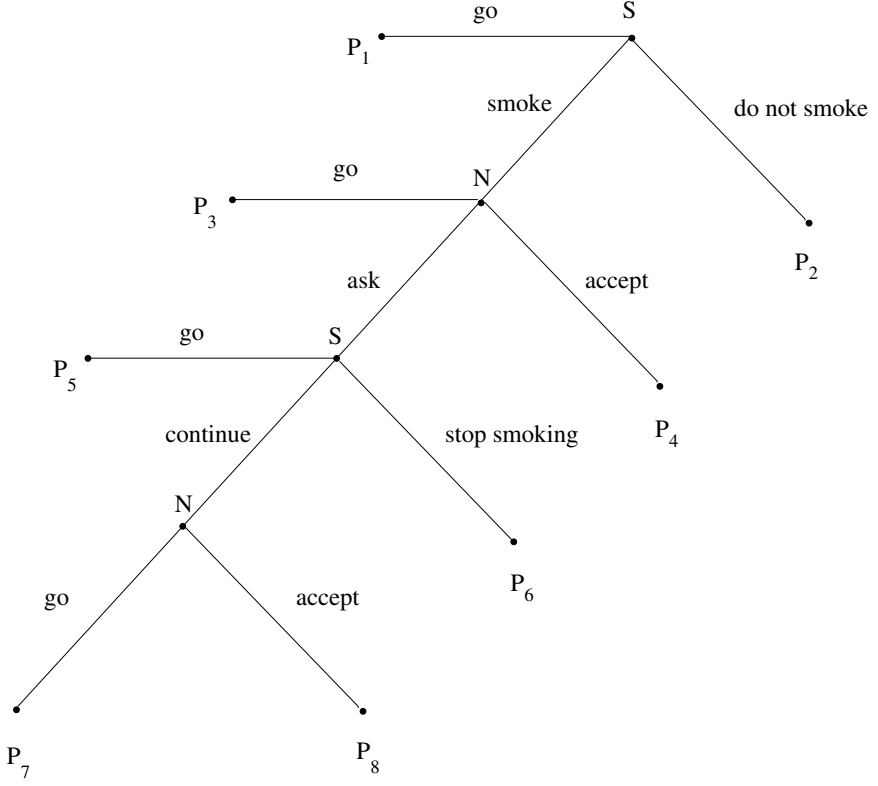 go S
P1
smoke do not smoke
go N
P3
P2
ask accept
go S
P5
continue stop smoking
P4
N
go accept
P6
P7 P8